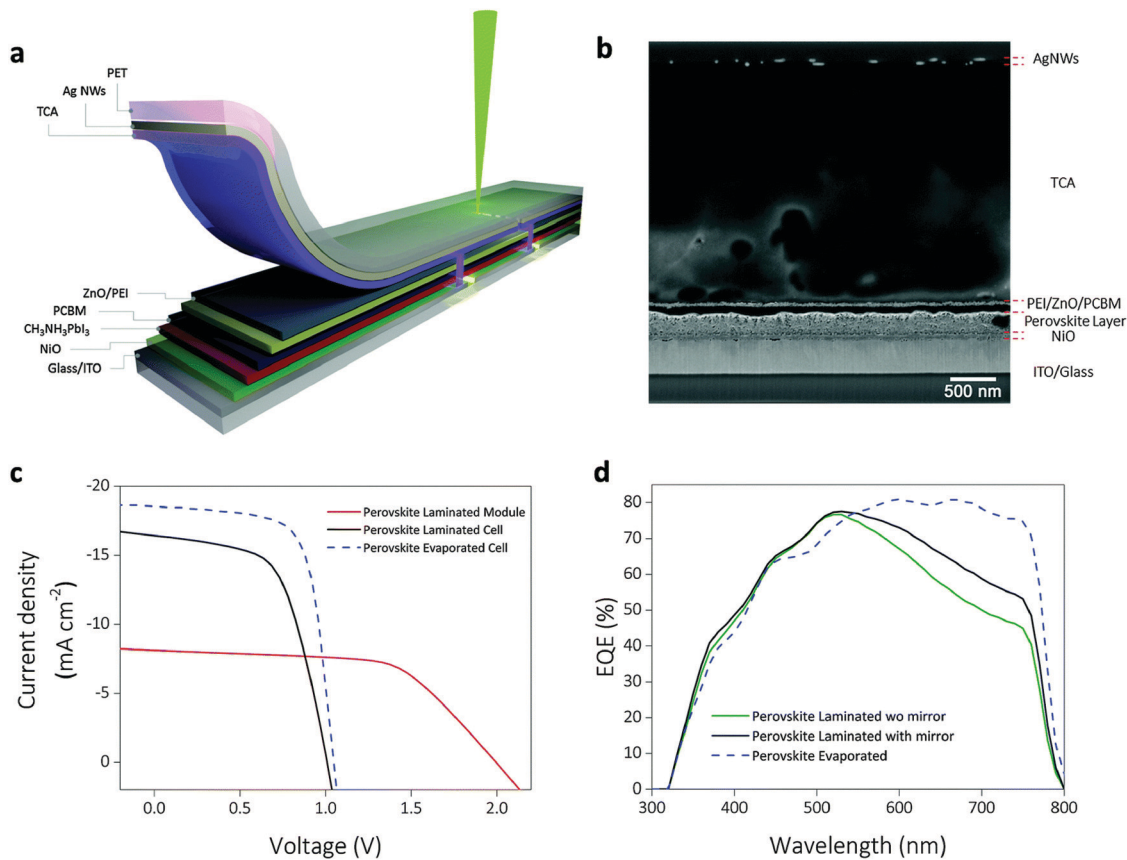 a
PET
Ag NWs
TCA
ZnO/PEI
PCBM
CH₃NH₃PbI₃
NiO
Glass/ITO
b
AgNWs
TCA
PEI/ZnO/PCBM
Perovskite Layer
NiO
ITO/Glass
500 nm
c
-20
-15
-10
-5
0
Current density
(mA cm⁻²)
Perovskite Laminated Module
Perovskite Laminated Cell
Perovskite Evaporated Cell
0.0 0.5 1.0 1.5 2.0
Voltage (V)
d
80
70
60
50
40
30
20
10
0
EQE (%)
Perovskite Laminated wo mirror
Perovskite Laminated with mirror
Perovskite Evaporated
300 400 500 600 700 800
Wavelength (nm)